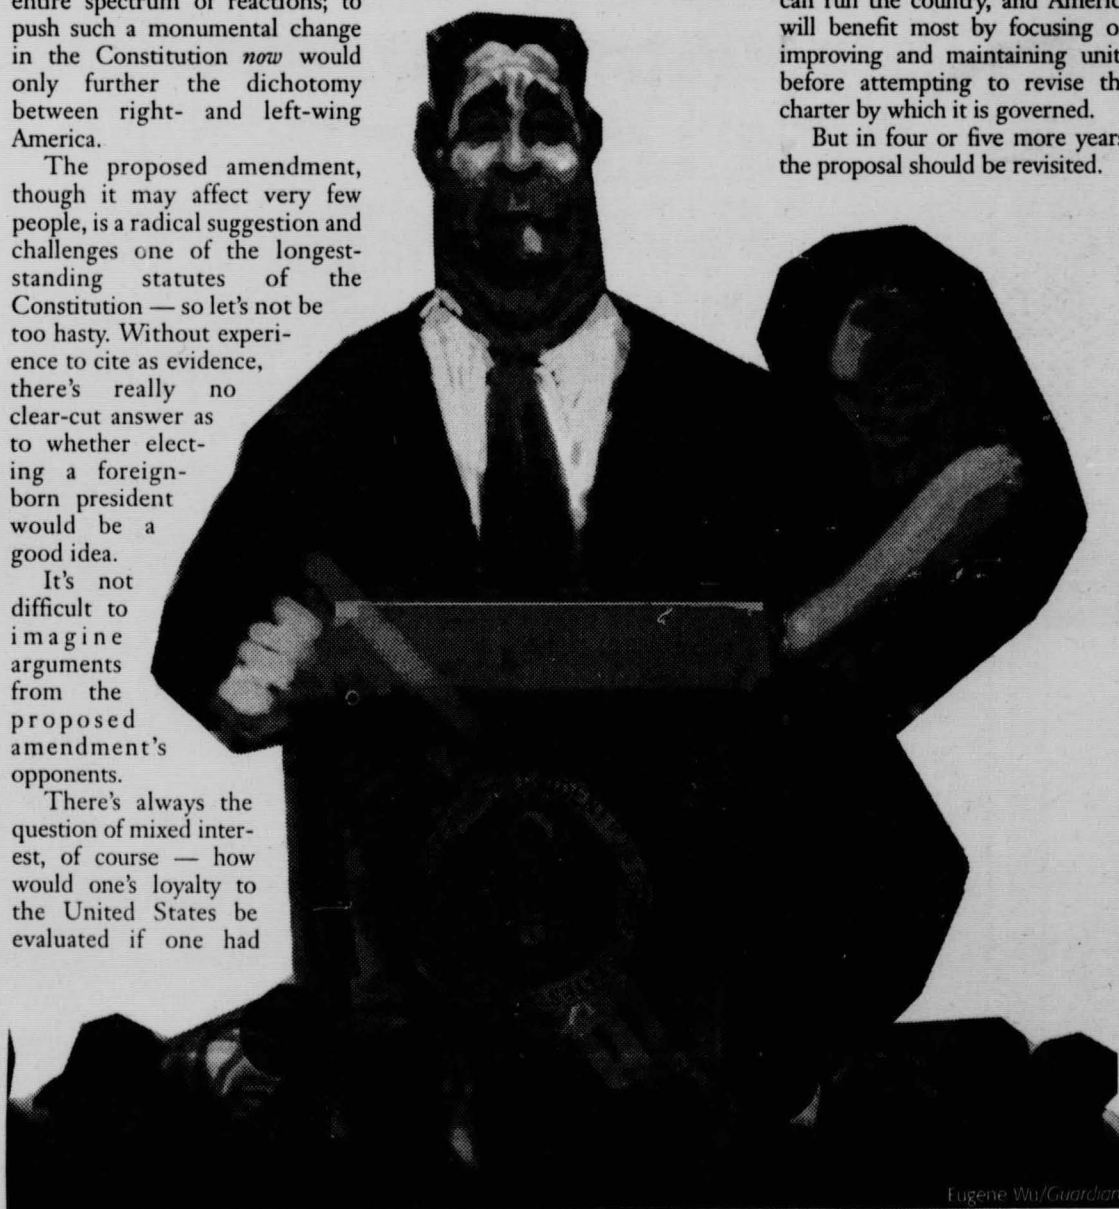 entire spectrum of reactions; to
push such a monumental change
in the Constitution now would
only further the dichotomy
between right- and left-wing
America.
The proposed amendment,
though it may affect very few
people, is a radical suggestion and
challenges one of the longest-
standing statutes of the
Constitution — so let's not be
too hasty. Without experi-
ence to cite as evidence,
there's really no
clear-cut answer as
to whether elect-
ing a foreign-
born president
would be a
good idea.
It's not
difficult to
imagine
arguments
from the
proposed
amendment's
opponents.
There's always the
question of mixed inter-
est, of course — how
would one's loyalty to
the United States be
evaluated if one had
can run the country, and Americ
will benefit most by focusing o
improving and maintaining unit
before attempting to revise th
charter by which it is governed.
But in four or five more year
the proposal should be revisited.
Eugene Wu/Guardian